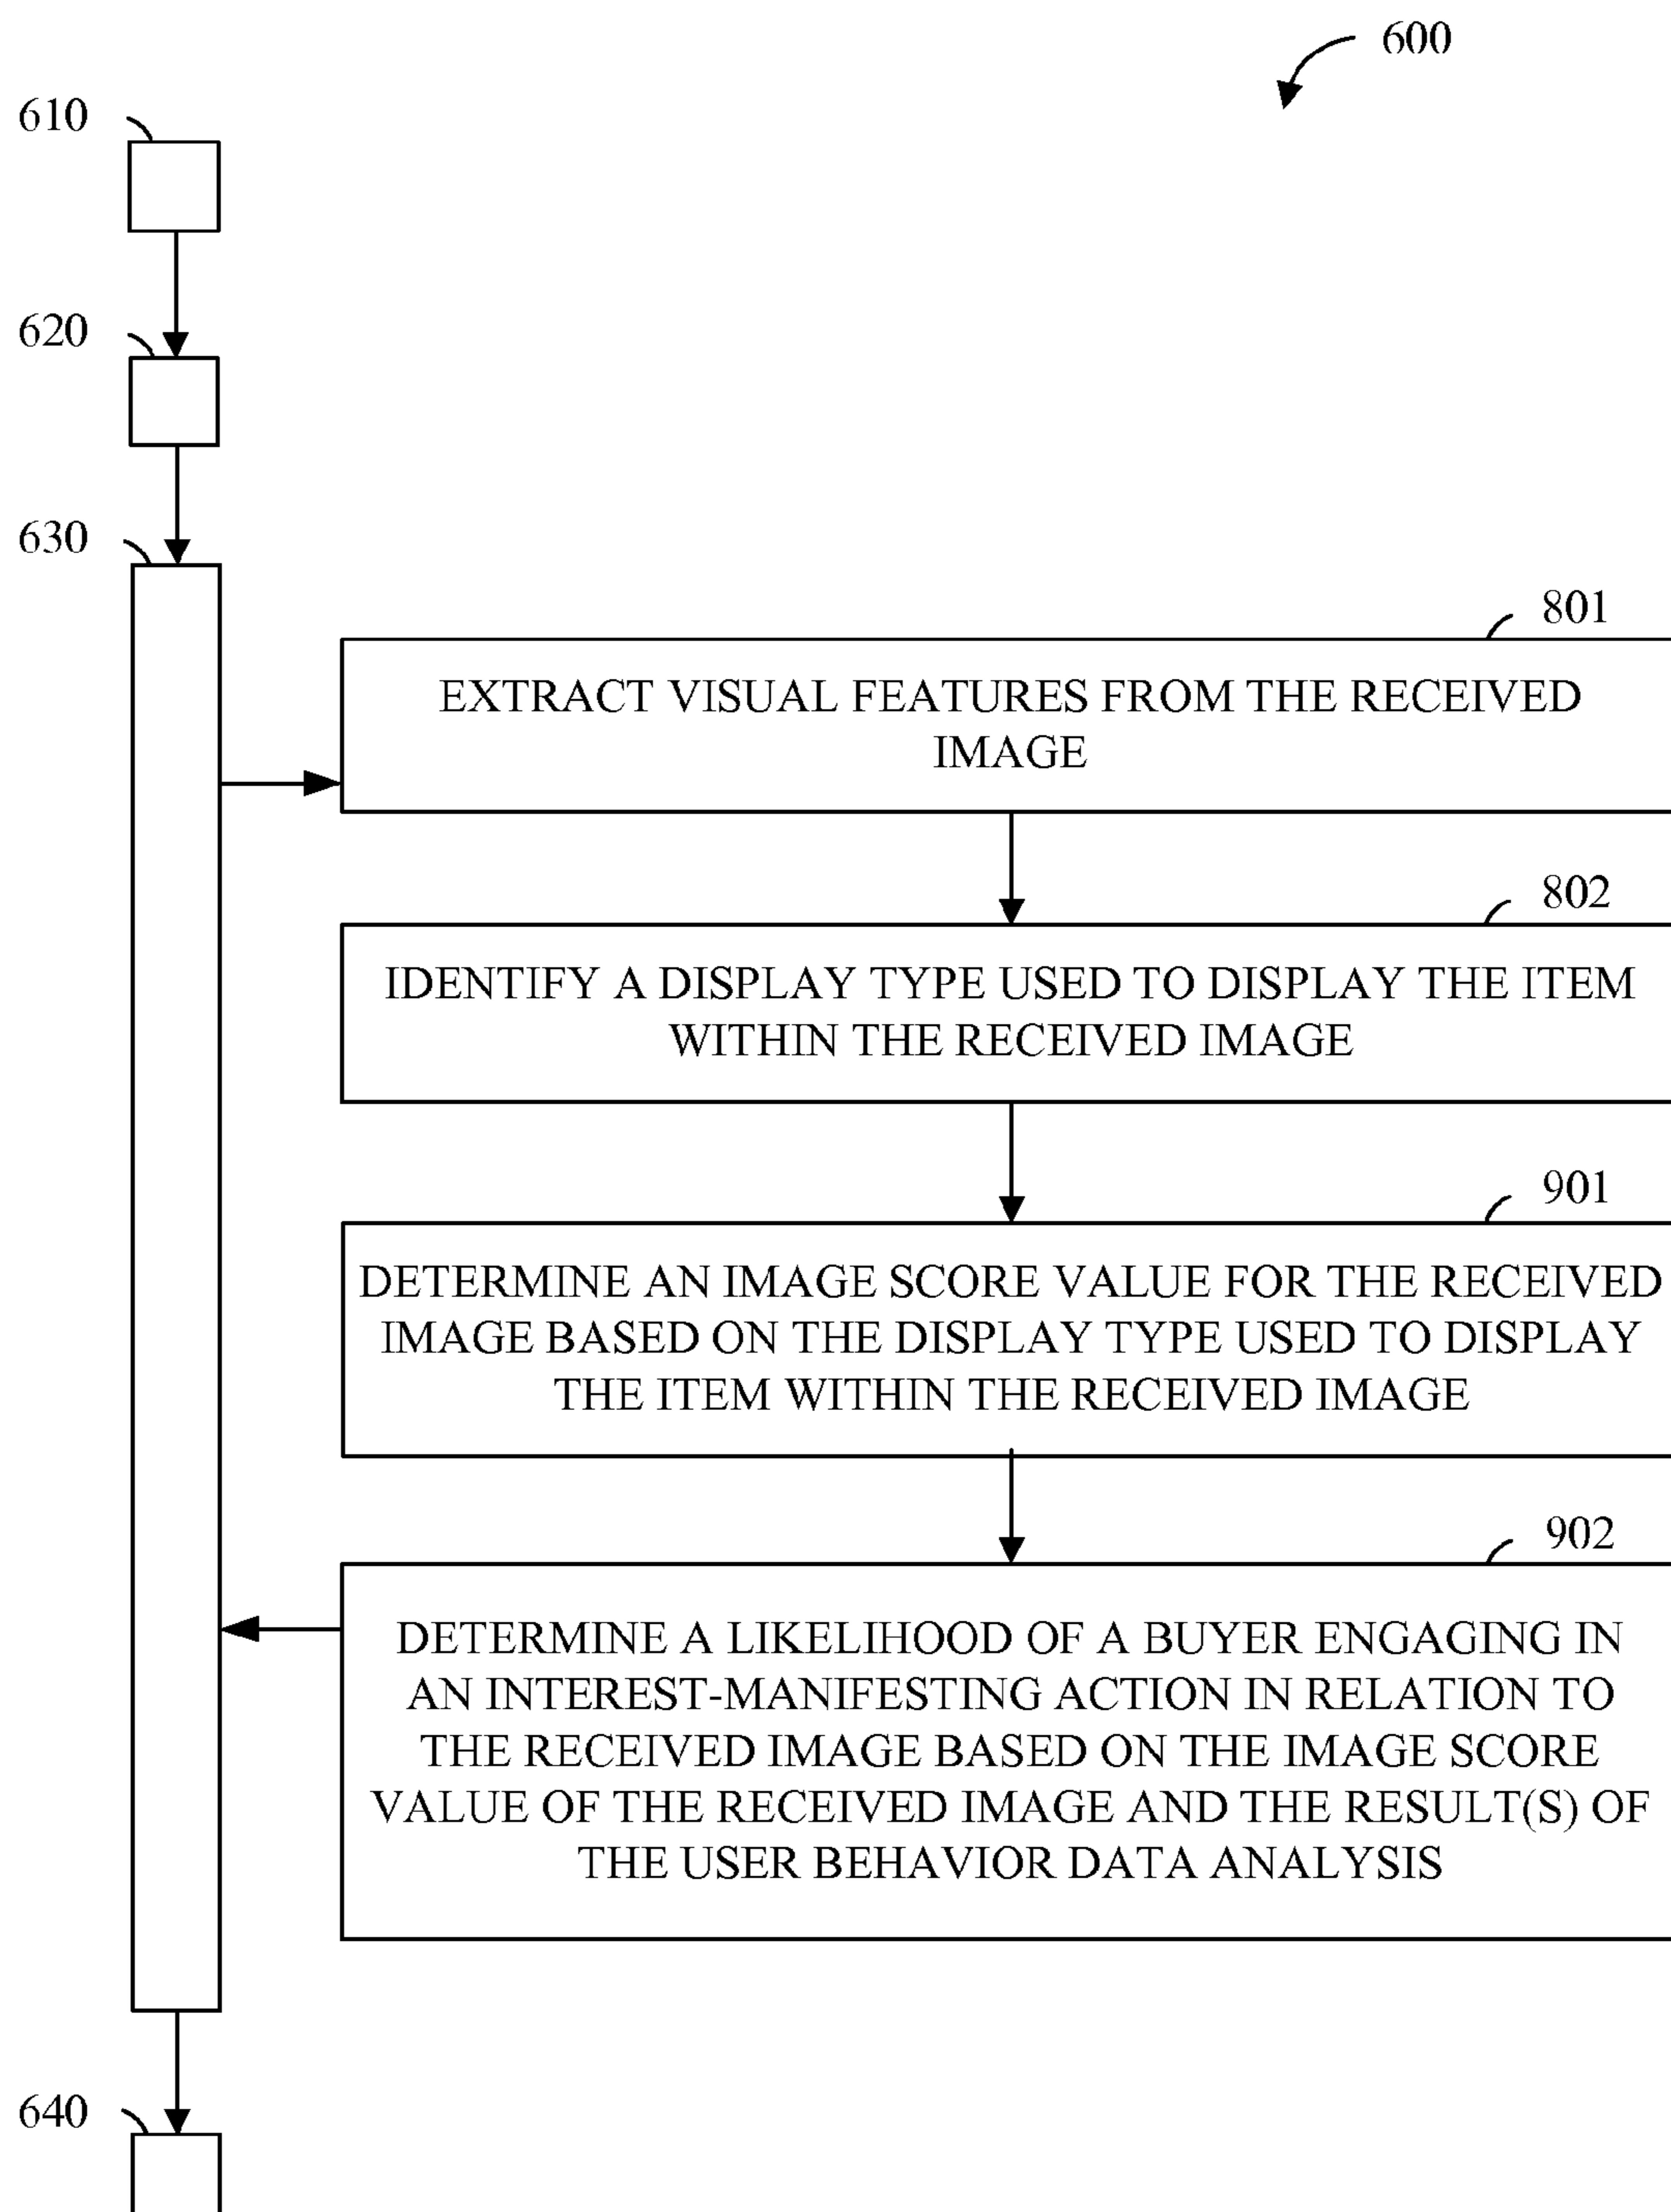 600
610
620
630
801
EXTRACT VISUAL FEATURES FROM THE RECEIVED
IMAGE
802
IDENTIFY A DISPLAY TYPE USED TO DISPLAY THE ITEM
WITHIN THE RECEIVED IMAGE
901
DETERMINE AN IMAGE SCORE VALUE FOR THE RECEIVED
IMAGE BASED ON THE DISPLAY TYPE USED TO DISPLAY
THE ITEM WITHIN THE RECEIVED IMAGE
902
DETERMINE A LIKELIHOOD OF A BUYER ENGAGING IN
AN INTEREST-MANIFESTING ACTION IN RELATION TO
THE RECEIVED IMAGE BASED ON THE IMAGE SCORE
VALUE OF THE RECEIVED IMAGE AND THE RESULT(S) OF
THE USER BEHAVIOR DATA ANALYSIS
640